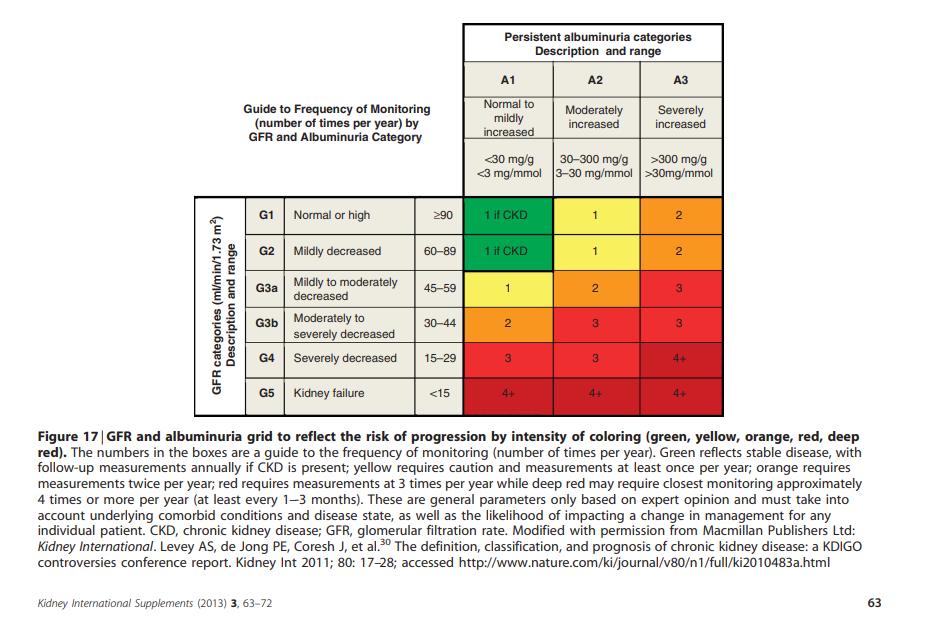 Persistent albuminuria categories
Description and range
Guide to Frequency of Monitoring
(number of times per year) by
GFR and Albuminuria Category
A1
A2
A3
Normal to
mildly
increased
Moderately
increased
Severely
increased
<30 mg/g
<3 mg/mmol
30–300 mg/g
3–30 mg/mmol
>300 mg/g
>30mg/mmol
GFR categories (ml/min/1.73 m²)
Description and range
G1 Normal or high ≥90 1 if CKD 1 2
G2 Mildly decreased 60–89 1 if CKD 1 2
G3a Mildly to moderately
decreased 45–59 1 2 3
G3b Moderately to
severely decreased 30–44 2 3 3
G4 Severely decreased 15–29 3 3 4+
G5 Kidney failure <15 4+ 4+ 4+
Figure 17 | GFR and albuminuria grid to reflect the risk of progression by intensity of coloring (green, yellow, orange, red, deep
red). The numbers in the boxes are a guide to the frequency of monitoring (number of times per year). Green reflects stable disease, with
follow-up measurements annually if CKD is present; yellow requires caution and measurements at least once per year; orange requires
measurements twice per year; red requires measurements at 3 times per year while deep red may require closest monitoring approximately
4 times or more per year (at least every 1—3 months). These are general parameters only based on expert opinion and must take into
account underlying comorbid conditions and disease state, as well as the likelihood of impacting a change in management for any
individual patient. CKD, chronic kidney disease; GFR, glomerular filtration rate. Modified with permission from Macmillan Publishers Ltd:
Kidney International. Levey AS, de Jong PE, Coresh J, et al.³⁰ The definition, classification, and prognosis of chronic kidney disease: a KDIGO
controversies conference report. Kidney Int 2011; 80: 17–28; accessed http://www.nature.com/ki/journal/v80/n1/full/ki2010483a.html
Kidney International Supplements (2013) 3, 63–72
63